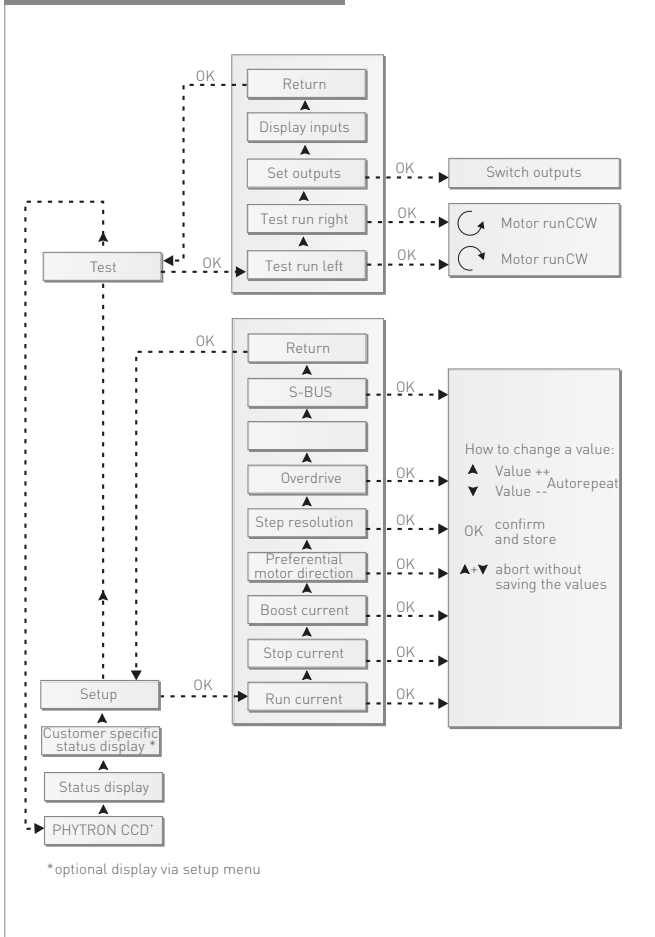 OK
Return
Display inputs
Set outputs
OK
Switch outputs
Test run right
OK
Motor runCCW
Test
OK
Test run left
OK
Motor runCW
OK
Return
S-BUS
OK
How to change a value:
Value ++
Value --
Autorepeat
Overdrive
OK
Step resolution
OK
OK confirm
and store
Preferential
motor direction
OK
▲+▼ abort without
saving the values
Boost current
OK
Stop current
OK
Setup
OK
Run current
OK
Customer specific
status display *
Status display
PHYTRON CCD+
*optional display via setup menu